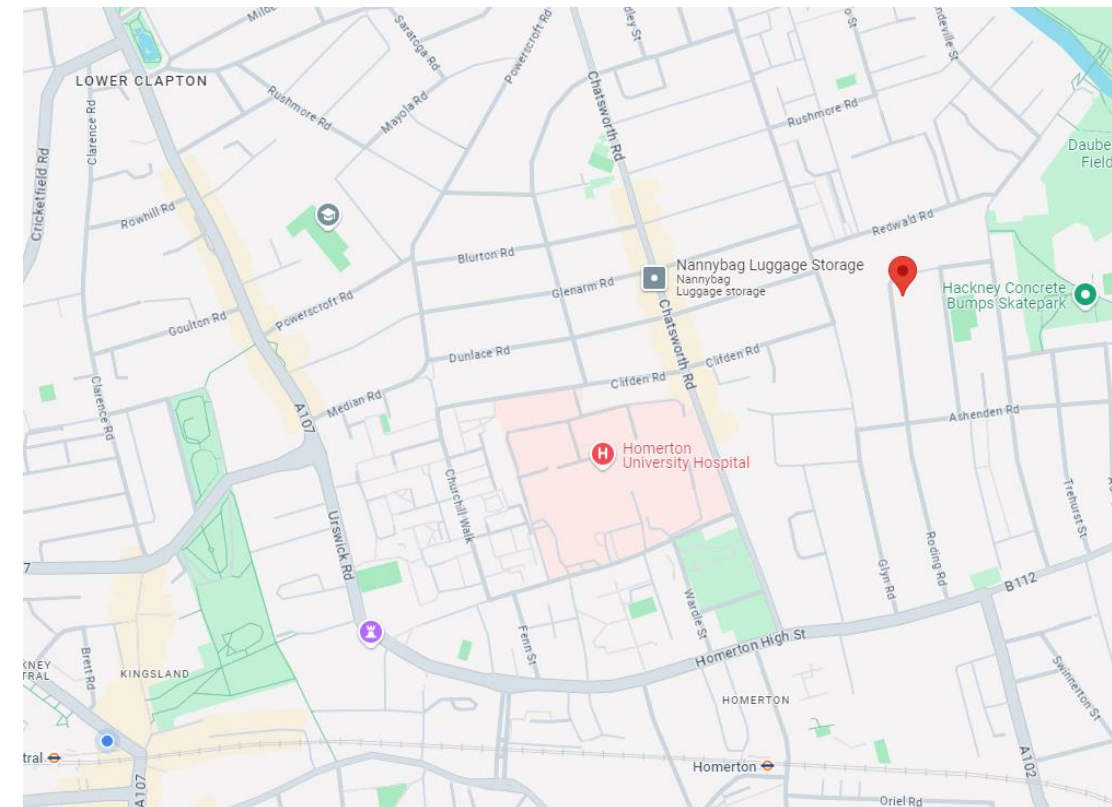 Saratoga Rd
Powerscroft Rd
LOWER CLAPTON
Clarence Rd
Rushmore Rd
Mayola Rd
Chatsworth Rd
Rushmore Rd
Cricketfield Rd
Rowhill Rd
Redwald Rd
Blurton Rd
Nannybag Luggage Storage
Nannybag
Luggage storage
Glenarm Rd
Hackney Concrete
Bumps Skatepark
Powerscroft Rd
Goulton Rd
Chatsworth Rd
Dunlace Rd
Clifden Rd
Clifden Rd
Clarence Rd
Median Rd
A107
Ashenden Rd
H
Homerton
University Hospital
Churchill Walk
Trehurst St
Urswick Rd
Roding Rd
Glyn Rd
B112
Wardle St
Fenn St
Homerton High St
Brett Rd
KINGSLAND
HOMERTON
Swinnerton St
Homerton
A107
A102
Oriel Rd